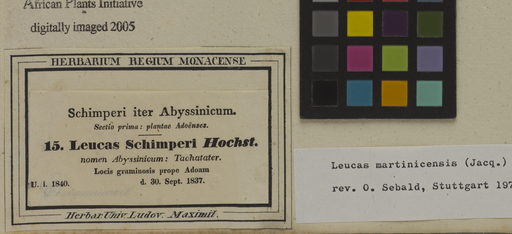 African Plants Initiative
digitally imaged 2005
HERBARIUM REGIUM MONACENSE
Schimperi iter Abyssinicum.
Sectio prima: plantae Adoënses.
15. Leucas Schimperi Hochst.
nomen Abyssinicum: Tachatater.
Locis graminosis prope Adoam
U. i. 1840. d. 30. Sept. 1837.
Herbar. Univ. Ludov. Maximil.
Leucas martinicensis (Jacq.)
rev. O. Sebald, Stuttgart 197